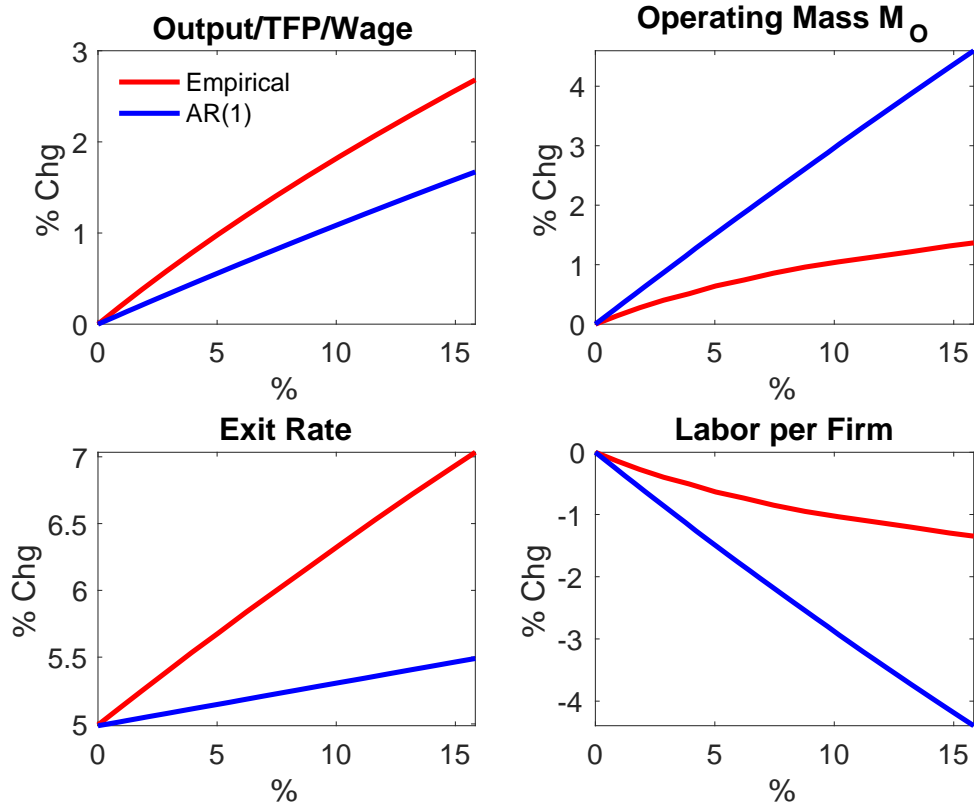 Output/TFP/Wage
3
2
1
0
% Chg
Empirical
AR(1)
0 5 10 15
%
Operating Mass M_O
4
3
2
1
0
% Chg
0 5 10 15
%
Exit Rate
7
6.5
6
5.5
5
% Chg
0 5 10 15
%
Labor per Firm
0
-1
-2
-3
-4
% Chg
0 5 10 15
%